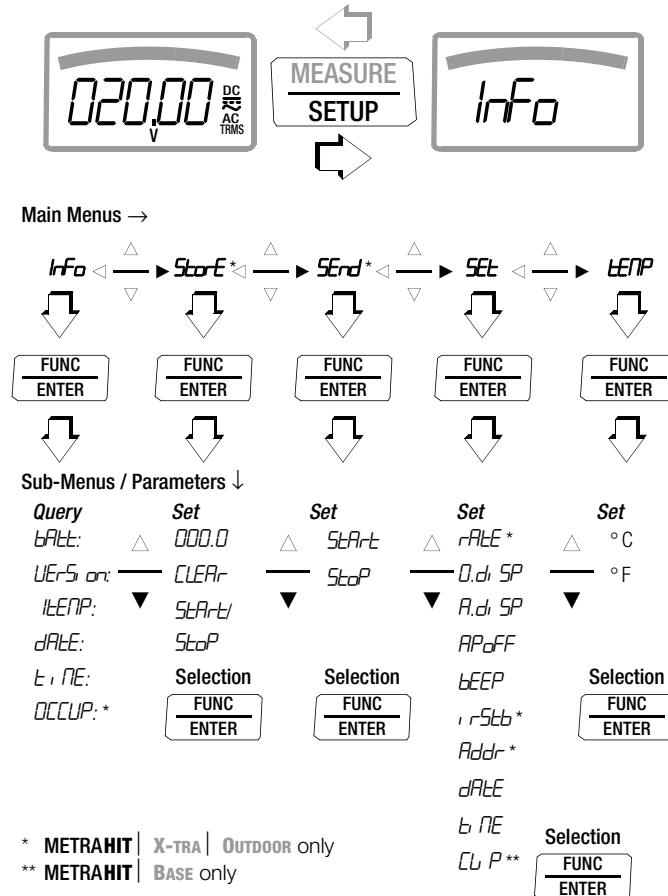 020.00 V DC AC TRMS
MEASURE
SETUP
InFo
Main Menus →
InFo StorE * SEnd * SEt tEMP
FUNC FUNC FUNC FUNC FUNC
ENTER ENTER ENTER ENTER ENTER
Sub-Menus / Parameters ↓
Query
bAtt:
VErSion:
ItEMP:
dAtE:
tiME:
OCCUP: *
Set
000.0
CLEAr
StArt/
StoP
Selection
FUNC
ENTER
Set
StArt
StoP
Selection
FUNC
ENTER
Set
rAtE *
0.diSP
A.diSP
APoFF
bEEP
irStb *
Addr *
dAtE
tiME
CLiP **
Set
°C
°F
Selection
FUNC
ENTER
Selection
FUNC
ENTER
* METRAHIT | X-TRA | OUTDOOR only
** METRAHIT | BASE only